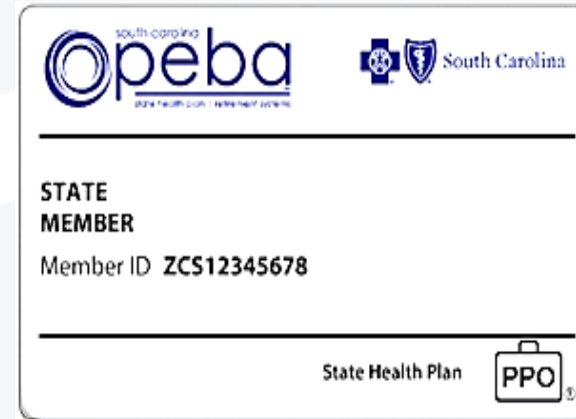 south carolina
peba
state health plan | retirement systems
South Carolina
STATE
MEMBER
Member ID ZCS12345678
State Health Plan
PPO®